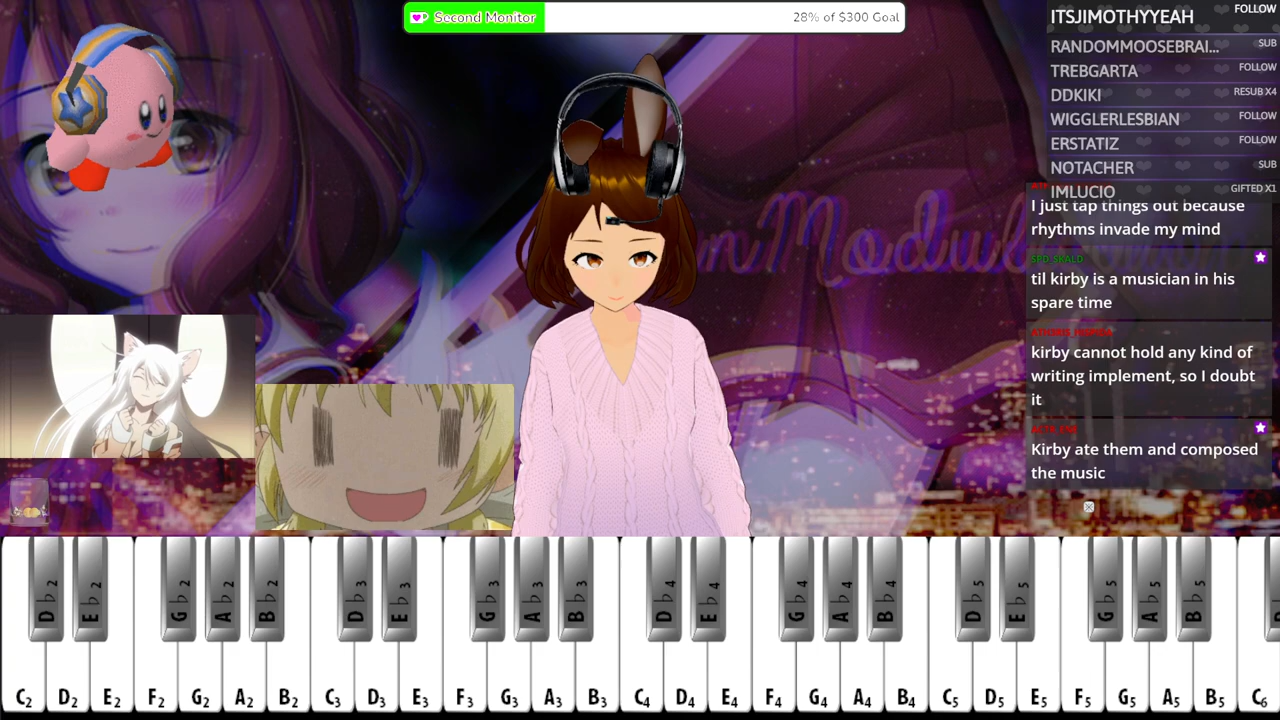 Second Monitor
28% of $300 Goal
ITSJIMOTHYYEAH FOLLOW
RANDOMMOOSEBRAI... SUB
TREBGARTA FOLLOW
DDKIKI RESUB X4
WIGGLERLESBIAN FOLLOW
ERSTATIZ FOLLOW
NOTACHER SUB
IMLUCIO GIFTED X1
I just tap things out because
rhythms invade my mind
SPD_SKALD
til kirby is a musician in his
spare time
kirby cannot hold any kind of
writing implement, so I doubt
it
Kirby ate them and composed
the music
D♭2 E♭2 G♭2 A♭2 B♭2 D♭3 E♭3 G♭3 A♭3 B♭3 D♭4 E♭4 G♭4 A♭4 B♭4 D♭5 E♭5 G♭5 A♭5 B♭5
C2 D2 E2 F2 G2 A2 B2 C3 D3 E3 F3 G3 A3 B3 C4 D4 E4 F4 G4 A4 B4 C5 D5 E5 F5 G5 A5 B5 C6